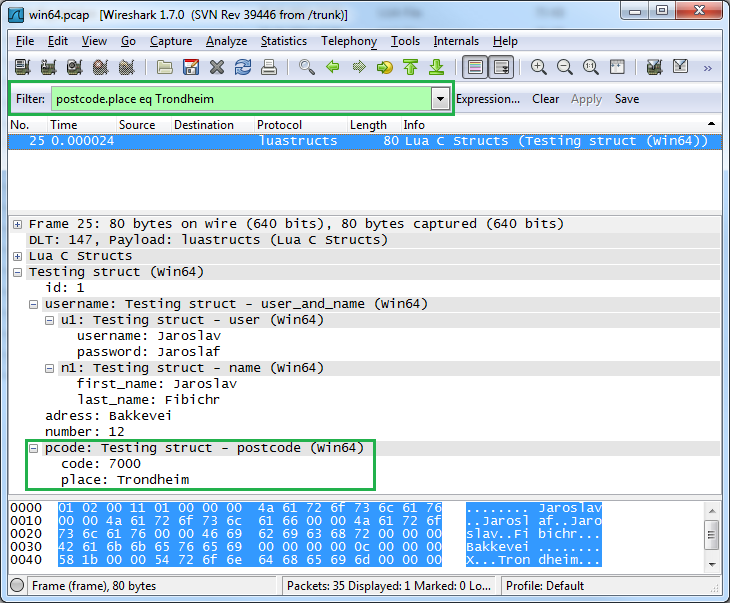 win64.pcap [Wireshark 1.7.0 (SVN Rev 39446 from /trunk)]
File Edit View Go Capture Analyze Statistics Telephony Tools Internals Help
Filter: postcode.place eq Trondheim Expression... Clear Apply Save
No. Time Source Destination Protocol Length Info
25 0.000024 luastructs 80 Lua C Structs (Testing struct (Win64))
Frame 25: 80 bytes on wire (640 bits), 80 bytes captured (640 bits)
DLT: 147, Payload: luastructs (Lua C Structs)
Lua C Structs
Testing struct (Win64)
id: 1
username: Testing struct - user_and_name (Win64)
u1: Testing struct - user (Win64)
username: Jaroslav
password: Jaroslaf
n1: Testing struct - name (Win64)
first_name: Jaroslav
last_name: Fibichr
adress: Bakkevei
number: 12
pcode: Testing struct - postcode (Win64)
code: 7000
place: Trondheim
0000 01 02 00 11 01 00 00 00 4a 61 72 6f 73 6c 61 76 ........ Jaroslav
0010 00 00 4a 61 72 6f 73 6c 61 66 00 00 4a 61 72 6f ..Jarosl af..Jaro
0020 73 6c 61 76 00 00 46 69 62 69 63 68 72 00 00 00 slav..Fi bichr...
0030 42 61 6b 6b 65 76 65 69 00 00 00 00 0c 00 00 00 Bakkevei ........
0040 58 1b 00 00 54 72 6f 6e 64 68 65 69 6d 00 00 00 X...Tron dheim...
Frame (frame), 80 bytes Packets: 35 Displayed: 1 Marked: 0 Lo... Profile: Default